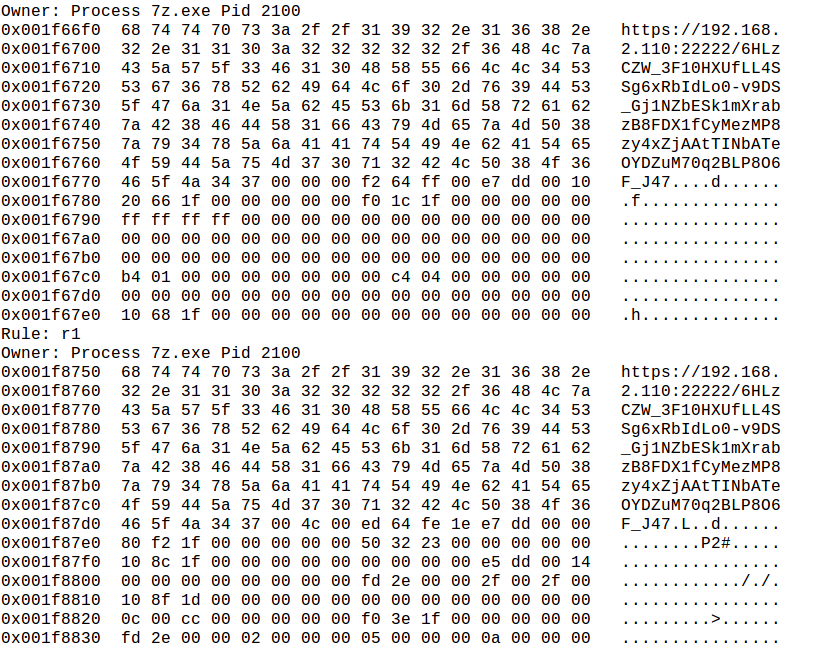 Owner: Process 7z.exe Pid 2100
0x001f66f0  68 74 74 70 73 3a 2f 2f 31 39 32 2e 31 36 38 2e   https://192.168.
0x001f6700  32 2e 31 31 30 3a 32 32 32 32 32 2f 36 48 4c 7a   2.110:22222/6HLz
0x001f6710  43 5a 57 5f 33 46 31 30 48 58 55 66 4c 4c 34 53   CZW_3F10HXUfLL4S
0x001f6720  53 67 36 78 52 62 49 64 4c 6f 30 2d 76 39 44 53   Sg6xRbIdLo0-v9DS
0x001f6730  5f 47 6a 31 4e 5a 62 45 53 6b 31 6d 58 72 61 62   _Gj1NZbESk1mXrab
0x001f6740  7a 42 38 46 44 58 31 66 43 79 4d 65 7a 4d 50 38   zB8FDX1fCyMezMP8
0x001f6750  7a 79 34 78 5a 6a 41 41 74 54 49 4e 62 41 54 65   zy4xZjAAtTINbATe
0x001f6760  4f 59 44 5a 75 4d 37 30 71 32 42 4c 50 38 4f 36   OYDZuM70q2BLP8O6
0x001f6770  46 5f 4a 34 37 00 00 00 f2 64 ff 00 e7 dd 00 10   F_J47....d......
0x001f6780  20 66 1f 00 00 00 00 00 f0 1c 1f 00 00 00 00 00   .f..............
0x001f6790  ff ff ff ff 00 00 00 00 00 00 00 00 00 00 00 00   ................
0x001f67a0  00 00 00 00 00 00 00 00 00 00 00 00 00 00 00 00   ................
0x001f67b0  00 00 00 00 00 00 00 00 00 00 00 00 00 00 00 00   ................
0x001f67c0  b4 01 00 00 00 00 00 00 00 c4 04 00 00 00 00 00   ................
0x001f67d0  00 00 00 00 00 00 00 00 00 00 00 00 00 00 00 00   ................
0x001f67e0  10 68 1f 00 00 00 00 00 00 00 00 00 00 00 00 00   .h..............
Rule: r1
Owner: Process 7z.exe Pid 2100
0x001f8750  68 74 74 70 73 3a 2f 2f 31 39 32 2e 31 36 38 2e   https://192.168.
0x001f8760  32 2e 31 31 30 3a 32 32 32 32 32 2f 36 48 4c 7a   2.110:22222/6HLz
0x001f8770  43 5a 57 5f 33 46 31 30 48 58 55 66 4c 4c 34 53   CZW_3F10HXUfLL4S
0x001f8780  53 67 36 78 52 62 49 64 4c 6f 30 2d 76 39 44 53   Sg6xRbIdLo0-v9DS
0x001f8790  5f 47 6a 31 4e 5a 62 45 53 6b 31 6d 58 72 61 62   _Gj1NZbESk1mXrab
0x001f87a0  7a 42 38 46 44 58 31 66 43 79 4d 65 7a 4d 50 38   zB8FDX1fCyMezMP8
0x001f87b0  7a 79 34 78 5a 6a 41 41 74 54 49 4e 62 41 54 65   zy4xZjAAtTINbATe
0x001f87c0  4f 59 44 5a 75 4d 37 30 71 32 42 4c 50 38 4f 36   OYDZuM70q2BLP8O6
0x001f87d0  46 5f 4a 34 37 00 4c 00 ed 64 fe 1e e7 dd 00 00   F_J47.L..d......
0x001f87e0  80 f2 1f 00 00 00 00 00 50 32 23 00 00 00 00 00   ........P2#.....
0x001f87f0  10 8c 1f 00 00 00 00 00 00 00 00 00 e5 dd 00 14   ................
0x001f8800  00 00 00 00 00 00 00 00 fd 2e 00 00 2f 00 2f 00   ...........././.
0x001f8810  10 8f 1d 00 00 00 00 00 00 00 00 00 00 00 00 00   ................
0x001f8820  0c 00 cc 00 00 00 00 00 f0 3e 1f 00 00 00 00 00   .........>......
0x001f8830  fd 2e 00 00 02 00 00 00 05 00 00 00 0a 00 00 00   ................